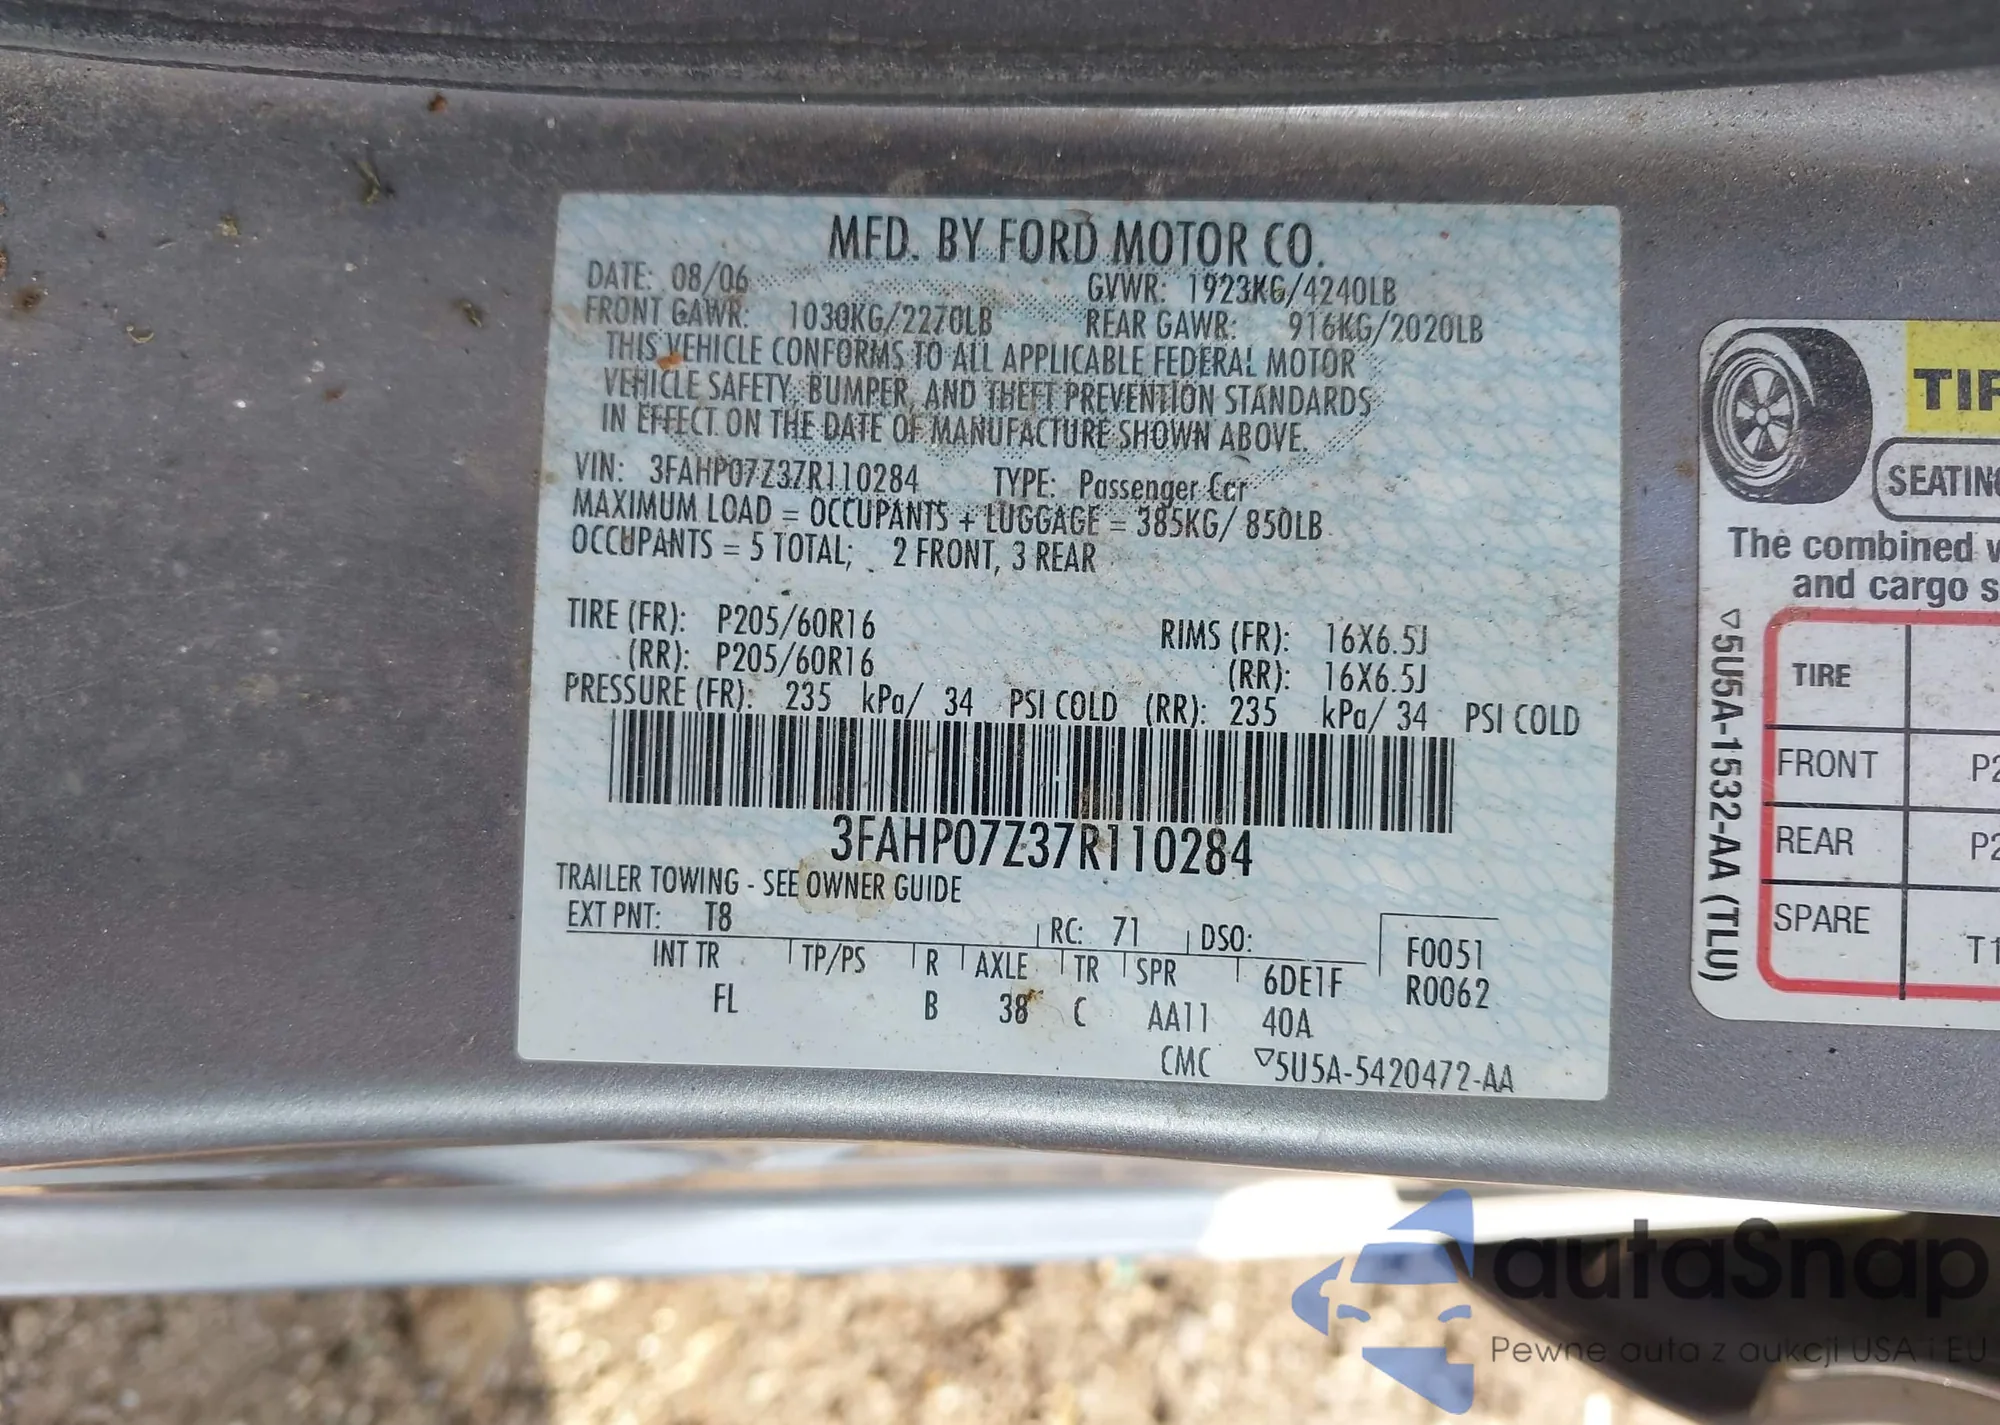 MFD. BY FORD MOTOR CO.
DATE: 08/06 GVWR: 1923KG/4240LB
FRONT GAWR: 1030KG/2270LB REAR GAWR: 916KG/2020LB
THIS VEHICLE CONFORMS TO ALL APPLICABLE FEDERAL MOTOR
VEHICLE SAFETY, BUMPER, AND THEFT PREVENTION STANDARDS
IN EFFECT ON THE DATE OF MANUFACTURE SHOWN ABOVE.
VIN: 3FAHP07Z37R110284 TYPE: Passenger Car
MAXIMUM LOAD = OCCUPANTS + LUGGAGE = 385KG/ 850LB
OCCUPANTS = 5 TOTAL; 2 FRONT, 3 REAR
TIRE (FR): P205/60R16 RIMS (FR): 16X6.5J
(RR): P205/60R16 (RR): 16X6.5J
PRESSURE (FR): 235 kPa/ 34 PSI COLD (RR): 235 kPa/ 34 PSI COLD
3FAHP07Z37R110284
TRAILER TOWING - SEE OWNER GUIDE
EXT PNT: T8 RC: 71 DSO:
INT TR TP/PS R AXLE TR SPR 6DE1F
FL B 38 C AA11 40A
F0051
R0062
CMC ▽5U5A-5420472-AA
TIR
SEATING
The combined w
and cargo s
▽5U5A-1532-AA (TLU)
TIRE
FRONT P2
REAR P2
SPARE T1
autaSnap
Pewne auta z aukcji USA i EU